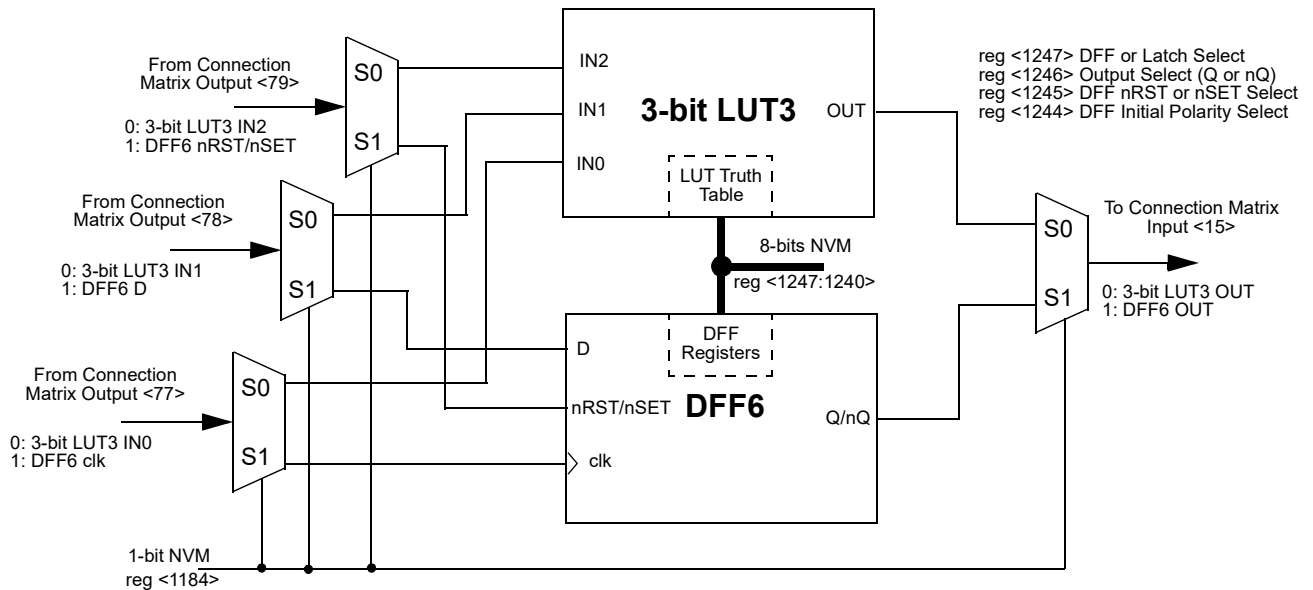 From Connection
Matrix Output <79>
0: 3-bit LUT3 IN2
1: DFF6 nRST/nSET
S0
S1
From Connection
Matrix Output <78>
0: 3-bit LUT3 IN1
1: DFF6 D
S0
S1
From Connection
Matrix Output <77>
0: 3-bit LUT3 IN0
1: DFF6 clk
S0
S1
1-bit NVM
reg <1184>
IN2
IN1
IN0
3-bit LUT3
OUT
LUT Truth
Table
8-bits NVM
reg <1247:1240>
DFF
Registers
D
nRST/nSET
clk
DFF6
Q/nQ
reg <1247> DFF or Latch Select
reg <1246> Output Select (Q or nQ)
reg <1245> DFF nRST or nSET Select
reg <1244> DFF Initial Polarity Select
S0
S1
To Connection Matrix
Input <15>
0: 3-bit LUT3 OUT
1: DFF6 OUT